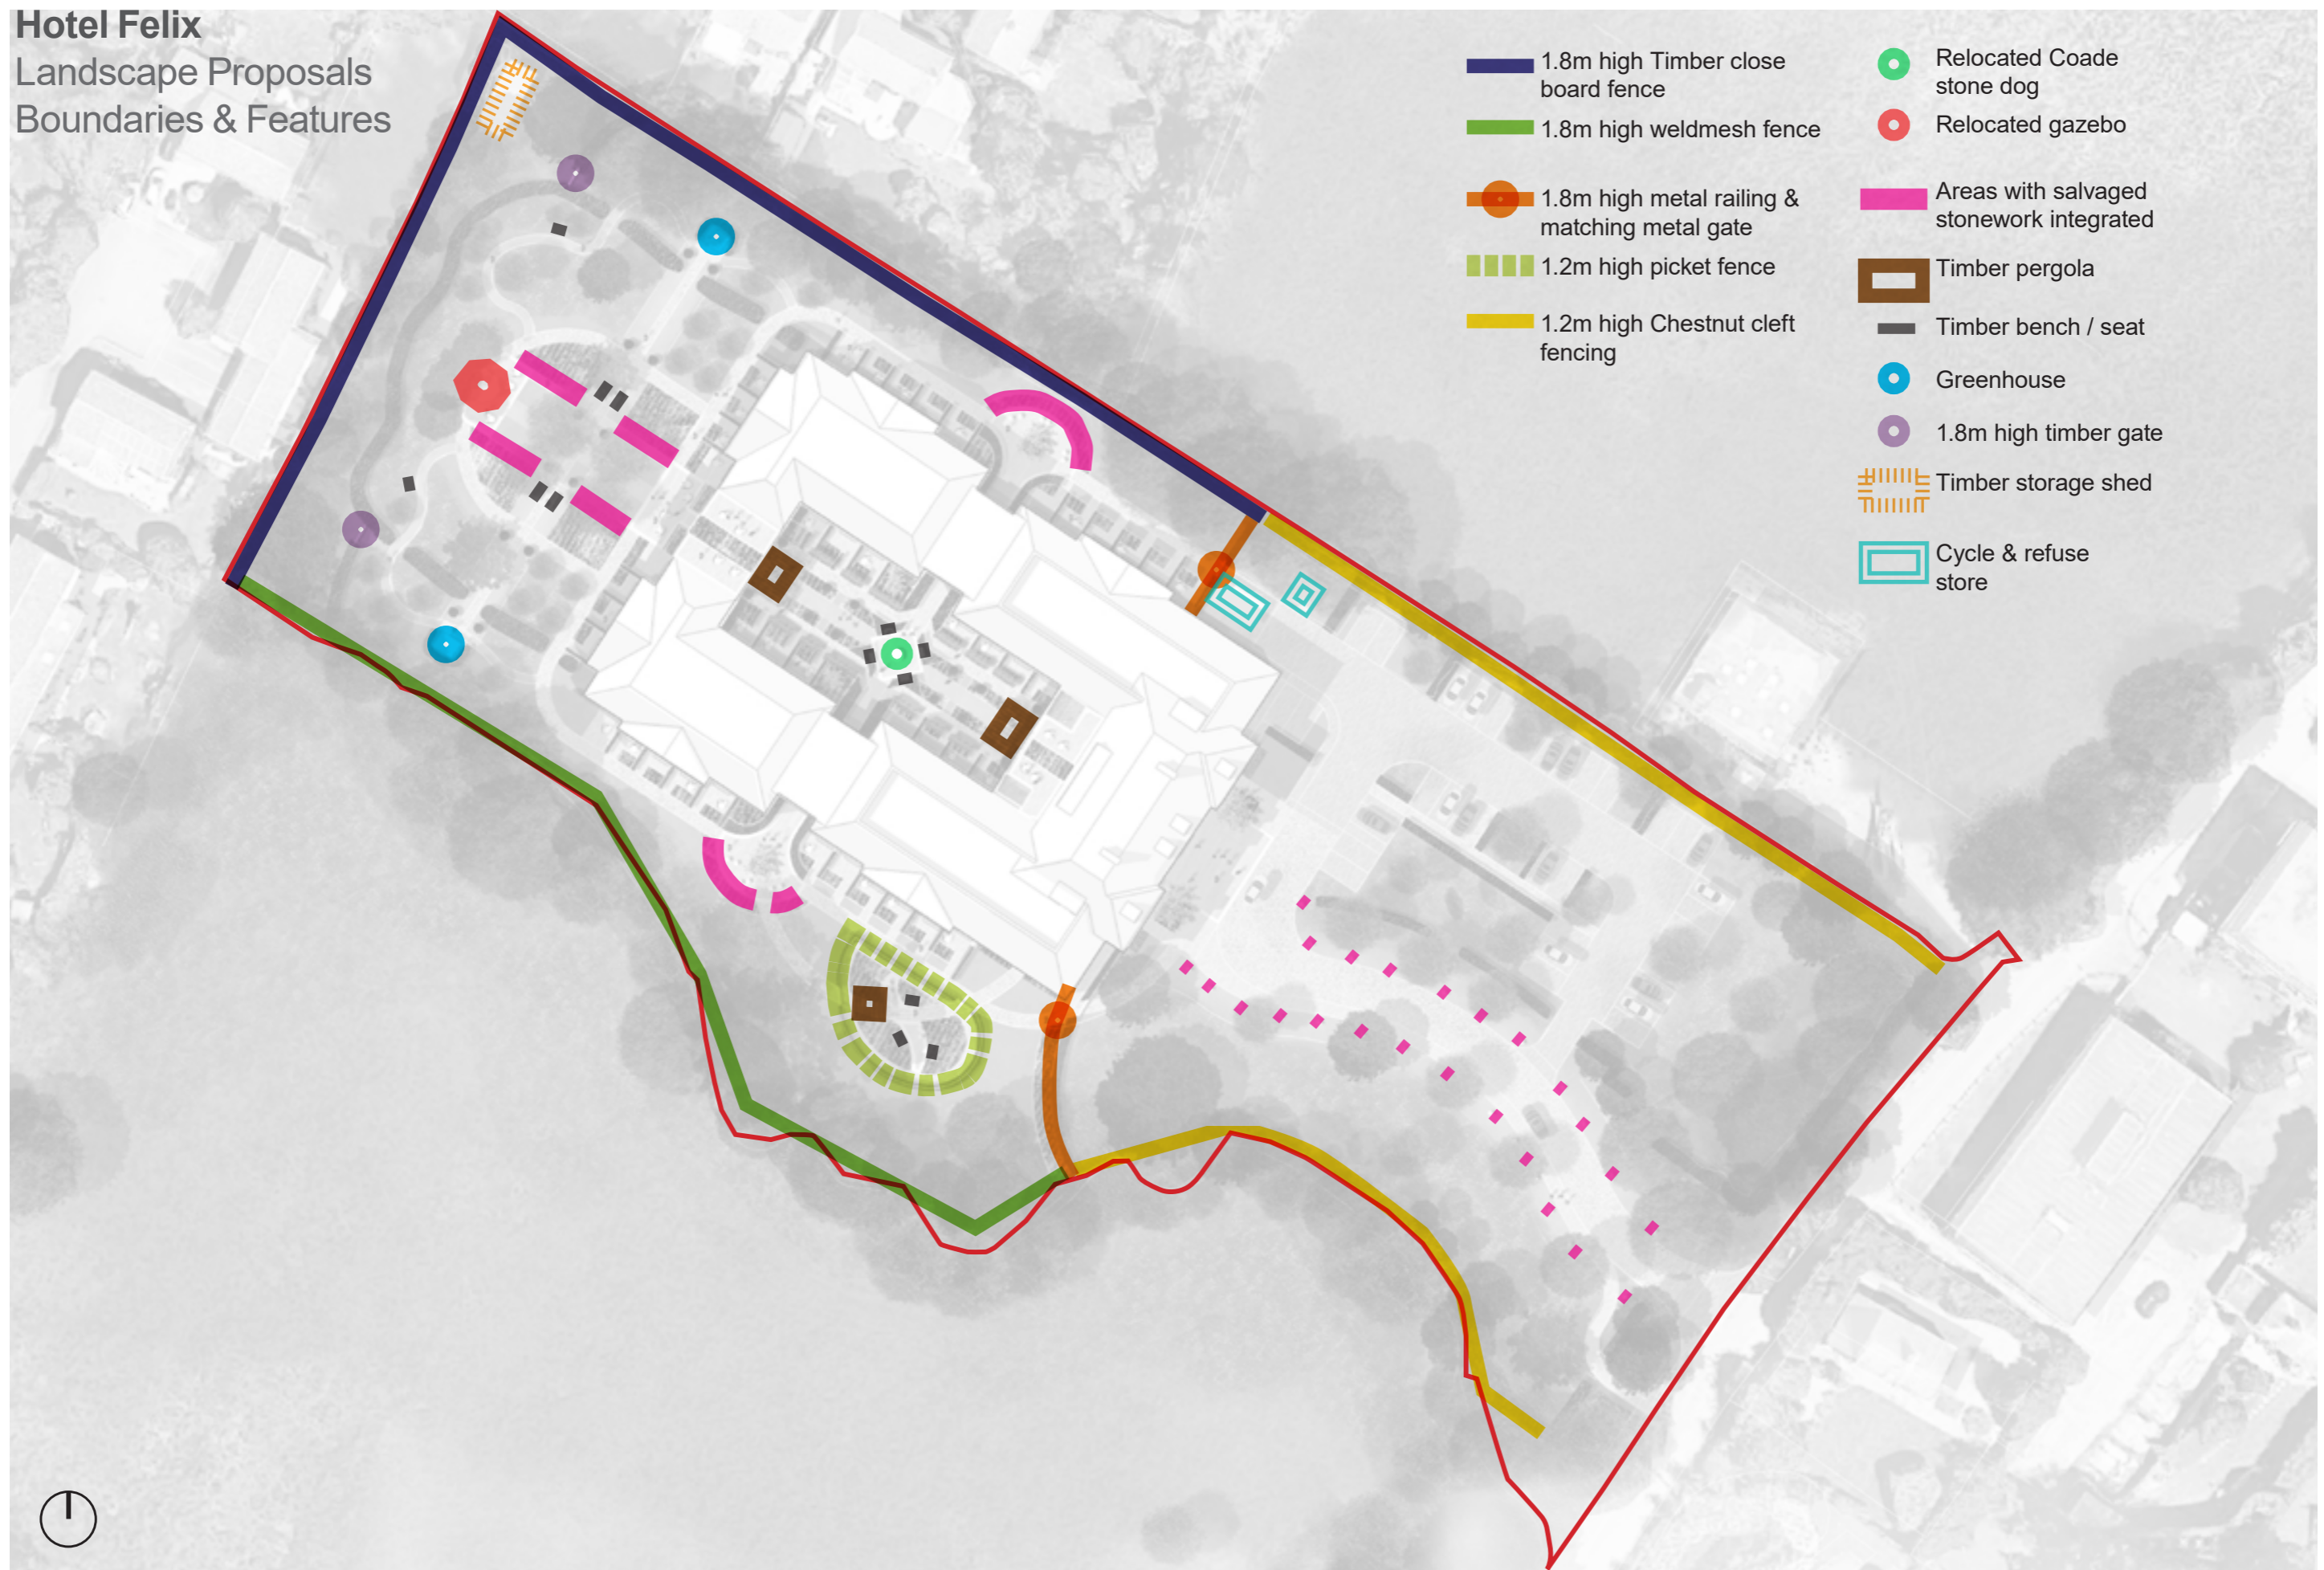 Hotel Felix
Landscape Proposals
Boundaries & Features
1.8m high Timber close
board fence
1.8m high weldmesh fence
1.8m high metal railing &
matching metal gate
1.2m high picket fence
1.2m high Chestnut cleft
fencing
Relocated Coade
stone dog
Relocated gazebo
Areas with salvaged
stonework integrated
Timber pergola
Timber bench / seat
Greenhouse
1.8m high timber gate
Timber storage shed
Cycle & refuse
store